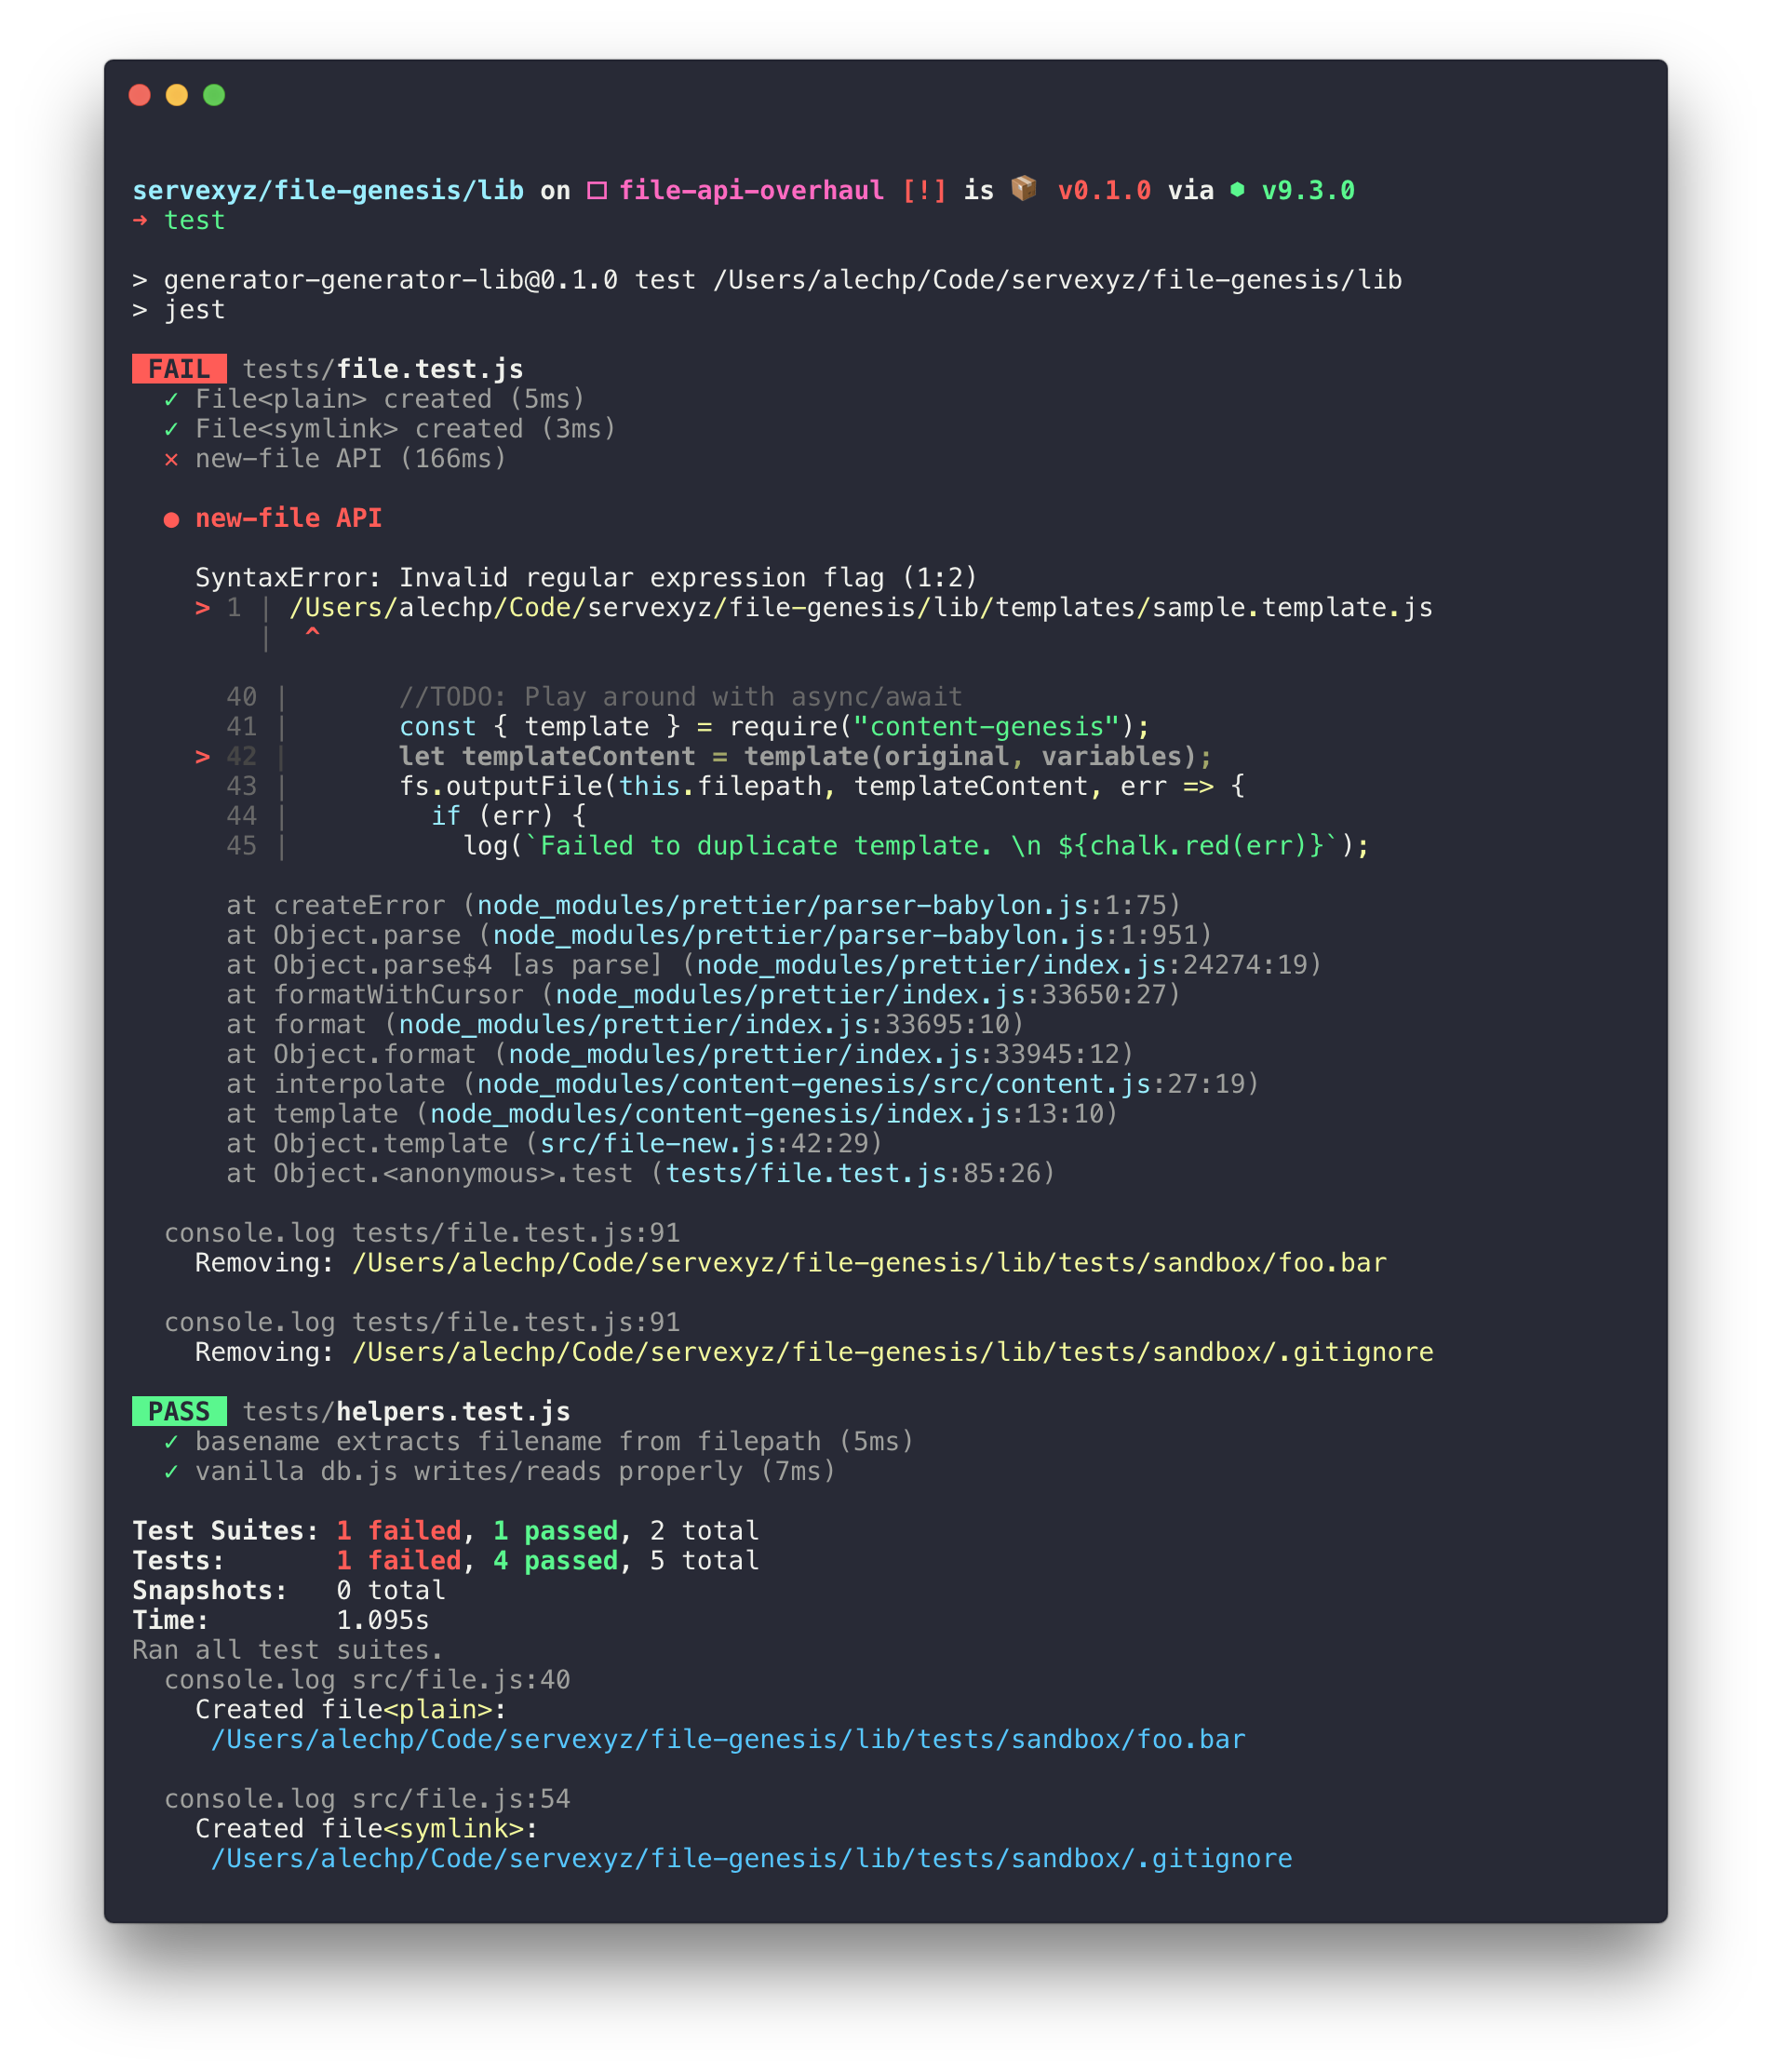 servexyz/file-genesis/lib on □ file-api-overhaul [!] is 📦 v0.1.0 via ⬢ v9.3.0
➜ test
> generator-generator-lib@0.1.0 test /Users/alechp/Code/servexyz/file-genesis/lib
> jest
FAIL tests/file.test.js
✓ File<plain> created (5ms)
✓ File<symlink> created (3ms)
✕ new-file API (166ms)
● new-file API
SyntaxError: Invalid regular expression flag (1:2)
> 1 | /Users/alechp/Code/servexyz/file-genesis/lib/templates/sample.template.js
| ^
40 | //TODO: Play around with async/await
41 | const { template } = require("content-genesis");
> 42 | let templateContent = template(original, variables);
43 | fs.outputFile(this.filepath, templateContent, err => {
44 | if (err) {
45 | log(`Failed to duplicate template. \n ${chalk.red(err)}`);
at createError (node_modules/prettier/parser-babylon.js:1:75)
at Object.parse (node_modules/prettier/parser-babylon.js:1:951)
at Object.parse$4 [as parse] (node_modules/prettier/index.js:24274:19)
at formatWithCursor (node_modules/prettier/index.js:33650:27)
at format (node_modules/prettier/index.js:33695:10)
at Object.format (node_modules/prettier/index.js:33945:12)
at interpolate (node_modules/content-genesis/src/content.js:27:19)
at template (node_modules/content-genesis/index.js:13:10)
at Object.template (src/file-new.js:42:29)
at Object.<anonymous>.test (tests/file.test.js:85:26)
console.log tests/file.test.js:91
Removing: /Users/alechp/Code/servexyz/file-genesis/lib/tests/sandbox/foo.bar
console.log tests/file.test.js:91
Removing: /Users/alechp/Code/servexyz/file-genesis/lib/tests/sandbox/.gitignore
PASS tests/helpers.test.js
✓ basename extracts filename from filepath (5ms)
✓ vanilla db.js writes/reads properly (7ms)
Test Suites: 1 failed, 1 passed, 2 total
Tests: 1 failed, 4 passed, 5 total
Snapshots: 0 total
Time: 1.095s
Ran all test suites.
console.log src/file.js:40
Created file<plain>:
/Users/alechp/Code/servexyz/file-genesis/lib/tests/sandbox/foo.bar
console.log src/file.js:54
Created file<symlink>:
/Users/alechp/Code/servexyz/file-genesis/lib/tests/sandbox/.gitignore